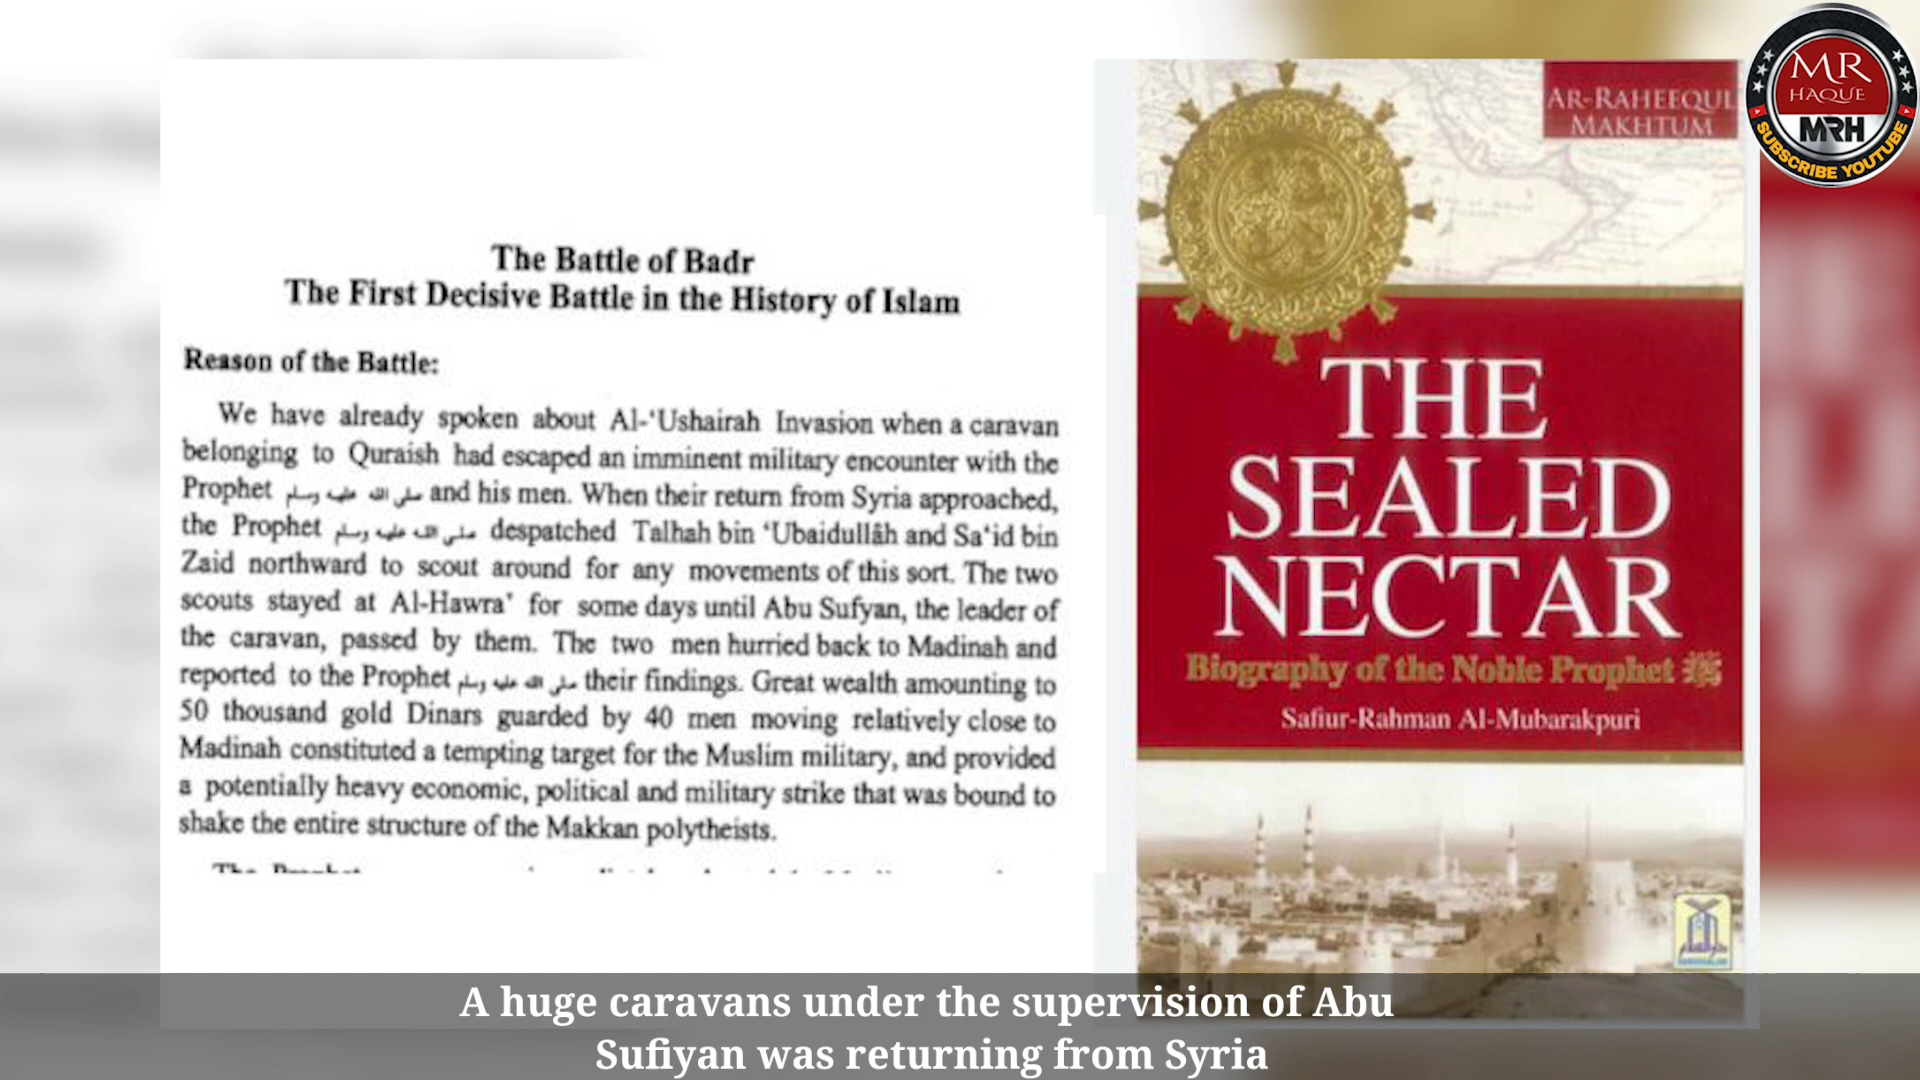 The Battle of Badr
The First Decisive Battle in the History of Islam
Reason of the Battle:
We have already spoken about Al-‘Ushairah Invasion when a caravan
belonging to Quraish had escaped an imminent military encounter with the
Prophet صلى الله عليه وسلم and his men. When their return from Syria approached,
the Prophet صلى الله عليه وسلم despatched Talhah bin ‘Ubaidullâh and Sa‘id bin
Zaid northward to scout around for any movements of this sort. The two
scouts stayed at Al-Hawra’ for some days until Abu Sufyan, the leader of
the caravan, passed by them. The two men hurried back to Madinah and
reported to the Prophet صلى الله عليه وسلم their findings. Great wealth amounting to
50 thousand gold Dinars guarded by 40 men moving relatively close to
Madinah constituted a tempting target for the Muslim military, and provided
a potentially heavy economic, political and military strike that was bound to
shake the entire structure of the Makkan polytheists.
AR-RAHEEQUL
MAKHTUM
THE
SEALED
NECTAR
Biography of the Noble Prophet ﷺ
Safiur-Rahman Al-Mubarakpuri
MR
HAQUE
MRH
SUBSCRIBE YOUTUBE
A huge caravans under the supervision of Abu
Sufiyan was returning from Syria